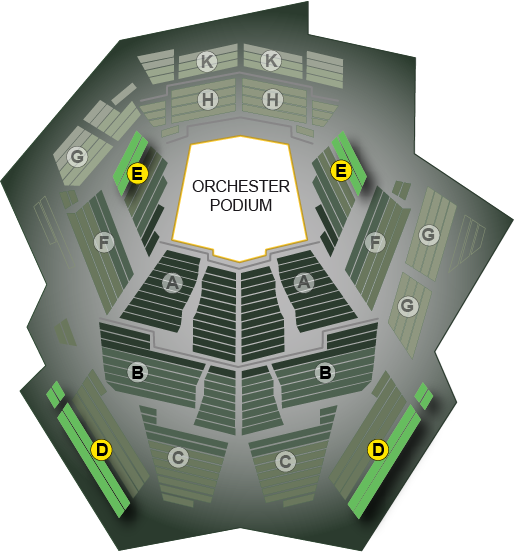 K K
H H
G
E E
ORCHESTER
PODIUM
F F
G
A A
G
B B
D D
C C